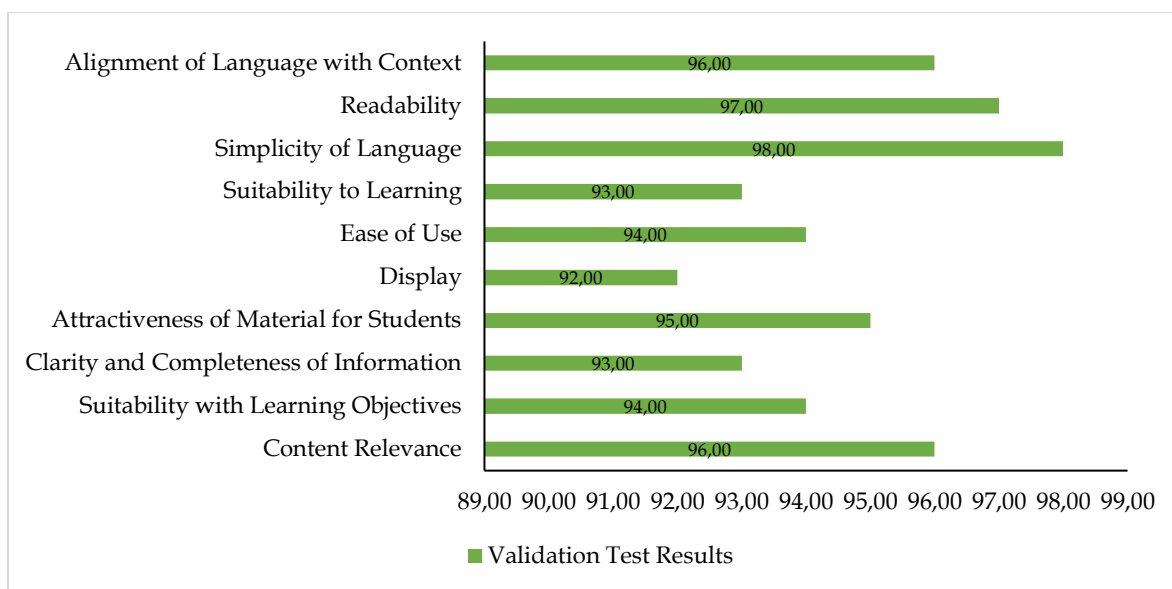 Alignment of Language with Context 96,00
Readability 97,00
Simplicity of Language 98,00
Suitability to Learning 93,00
Ease of Use 94,00
Display 92,00
Attractiveness of Material for Students 95,00
Clarity and Completeness of Information 93,00
Suitability with Learning Objectives 94,00
Content Relevance 96,00
89,00 90,00 91,00 92,00 93,00 94,00 95,00 96,00 97,00 98,00 99,00
Validation Test Results